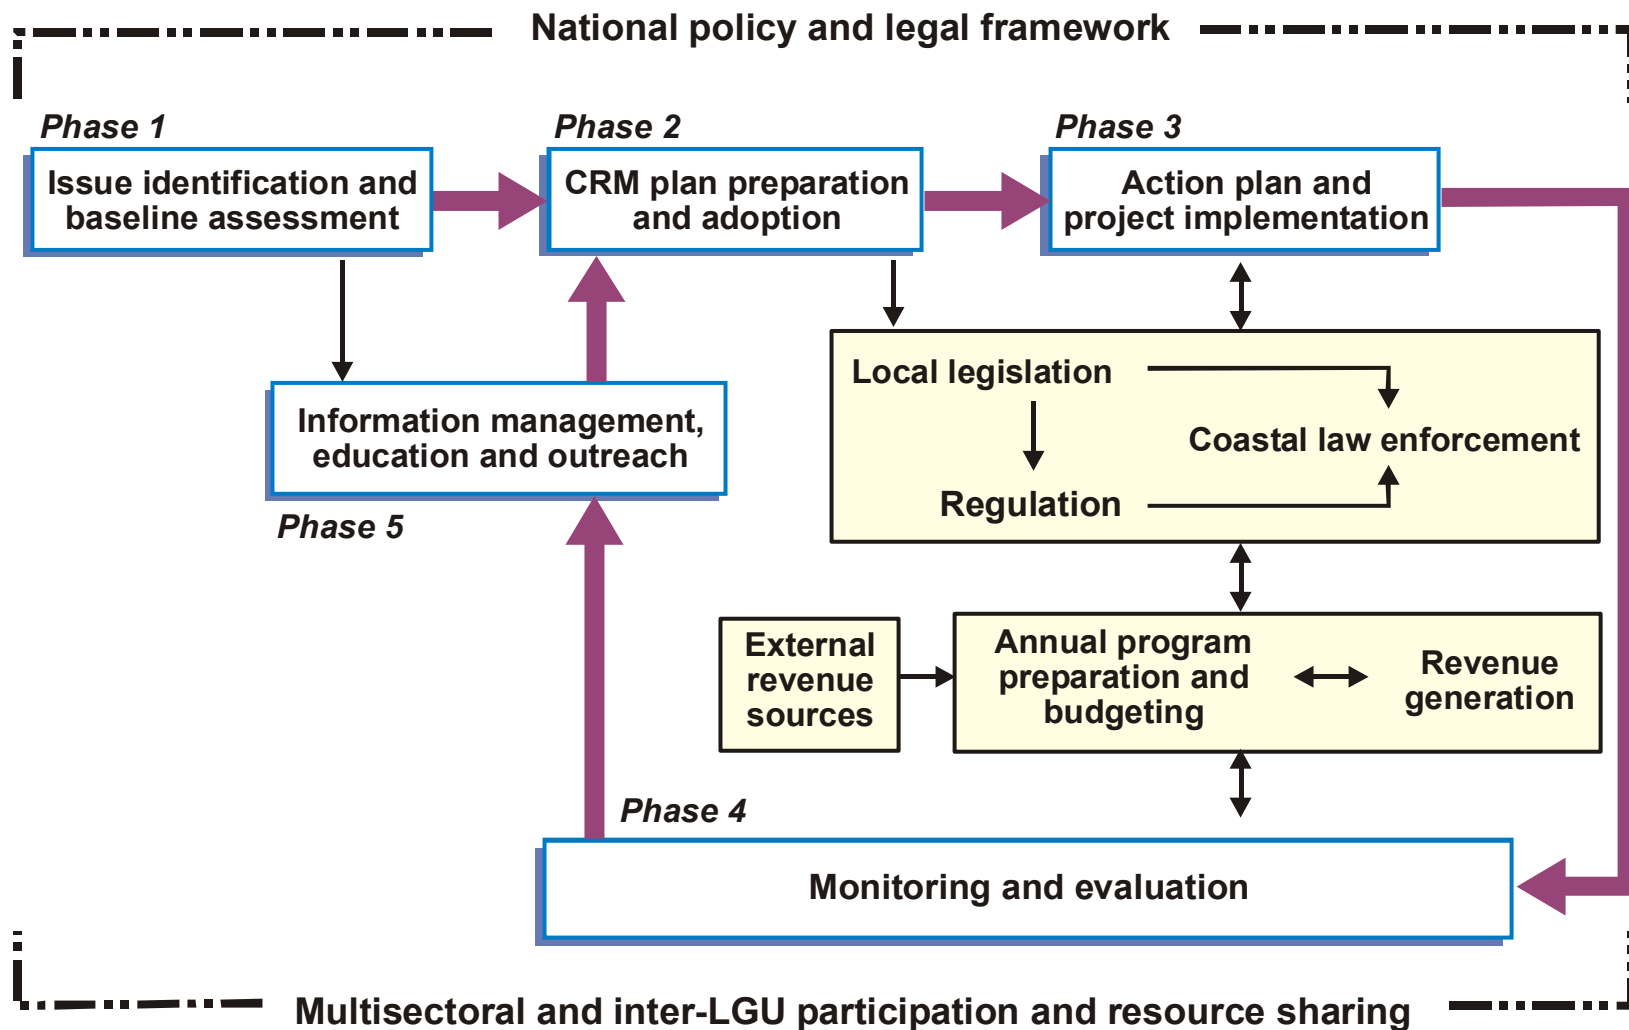 National policy and legal framework
Phase 1
Issue identification and
baseline assessment
Phase 2
CRM plan preparation
and adoption
Phase 3
Action plan and
project implementation
Local legislation
Coastal law enforcement
Regulation
Information management,
education and outreach
Phase 5
External
revenue
sources
Annual program
preparation and
budgeting
Revenue
generation
Phase 4
Monitoring and evaluation
Multisectoral and inter-LGU participation and resource sharing